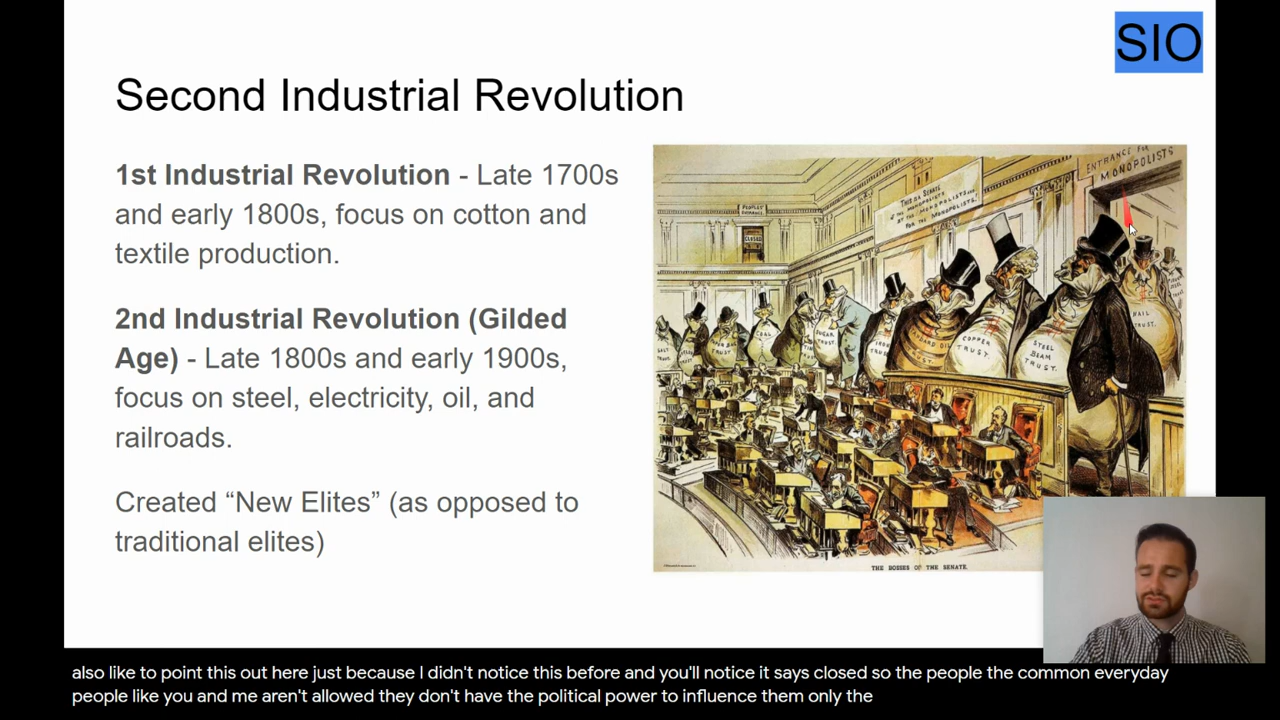 SIO
Second Industrial Revolution
1st Industrial Revolution - Late 1700s
and early 1800s, focus on cotton and
textile production.
2nd Industrial Revolution (Gilded
Age) - Late 1800s and early 1900s,
focus on steel, electricity, oil, and
railroads.
Created “New Elites” (as opposed to
traditional elites)
ENTRANCE FOR
MONOPOLISTS
PEOPLES'
ENTRANCE
CLOSED
THIS IS A SENATE
OF THE MONOPOLISTS
BY THE MONOPOLISTS
FOR THE MONOPOLISTS!
COAL
SUGAR
TRUST.
STANDARD OIL
TRUST
COPPER
TRUST.
STEEL
BEAM
TRUST.
NAIL
TRUST.
THE BOSSES OF THE SENATE.
also like to point this out here just because I didn't notice this before and you'll notice it says closed so the people the common everyday
people like you and me aren't allowed they don't have the political power to influence them only the